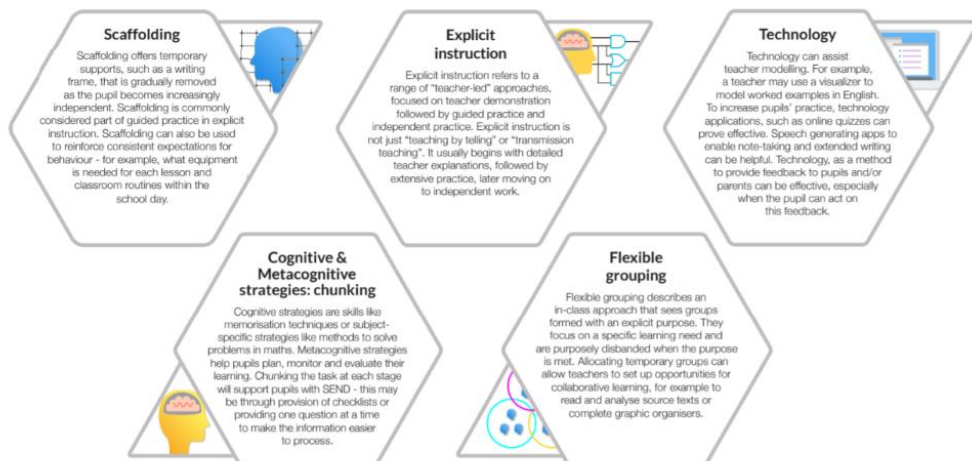 Scaffolding
Scaffolding offers temporary
supports, such as a writing
frame, that is gradually removed
as the pupil becomes increasingly
independent. Scaffolding is commonly
considered part of guided practice in explicit
instruction. Scaffolding can also be used
to reinforce consistent expectations for
behaviour - for example, what equipment
is needed for each lesson and
classroom routines within the
school day.
Explicit
instruction
Explicit instruction refers to a
range of “teacher-led” approaches,
focused on teacher demonstration
followed by guided practice and
independent practice. Explicit instruction is
not just “teaching by telling” or “transmission
teaching”. It usually begins with detailed
teacher explanations, followed by
extensive practice, later moving on
to independent work.
Technology
Technology can assist
teacher modelling. For example,
a teacher may use a visualizer to
model worked examples in English.
To increase pupils’ practice, technology
applications, such as online quizzes can
prove effective. Speech generating apps to
enable note-taking and extended writing
can be helpful. Technology, as a method
to provide feedback to pupils and/or
parents can be effective, especially
when the pupil can act on
this feedback.
Cognitive &
Metacognitive
strategies: chunking
Cognitive strategies are skills like
memorisation techniques or subject-
specific strategies like methods to solve
problems in maths. Metacognitive strategies
help pupils plan, monitor and evaluate their
learning. Chunking the task at each stage
will support pupils with SEND - this may
be through provision of checklists or
providing one question at a time
to make the information easier
to process.
Flexible
grouping
Flexible grouping describes an
in-class approach that sees groups
formed with an explicit purpose. They
focus on a specific learning need and
are purposely disbanded when the purpose
is met. Allocating temporary groups can
allow teachers to set up opportunities for
collaborative learning, for example to
read and analyse source texts or
complete graphic organisers.